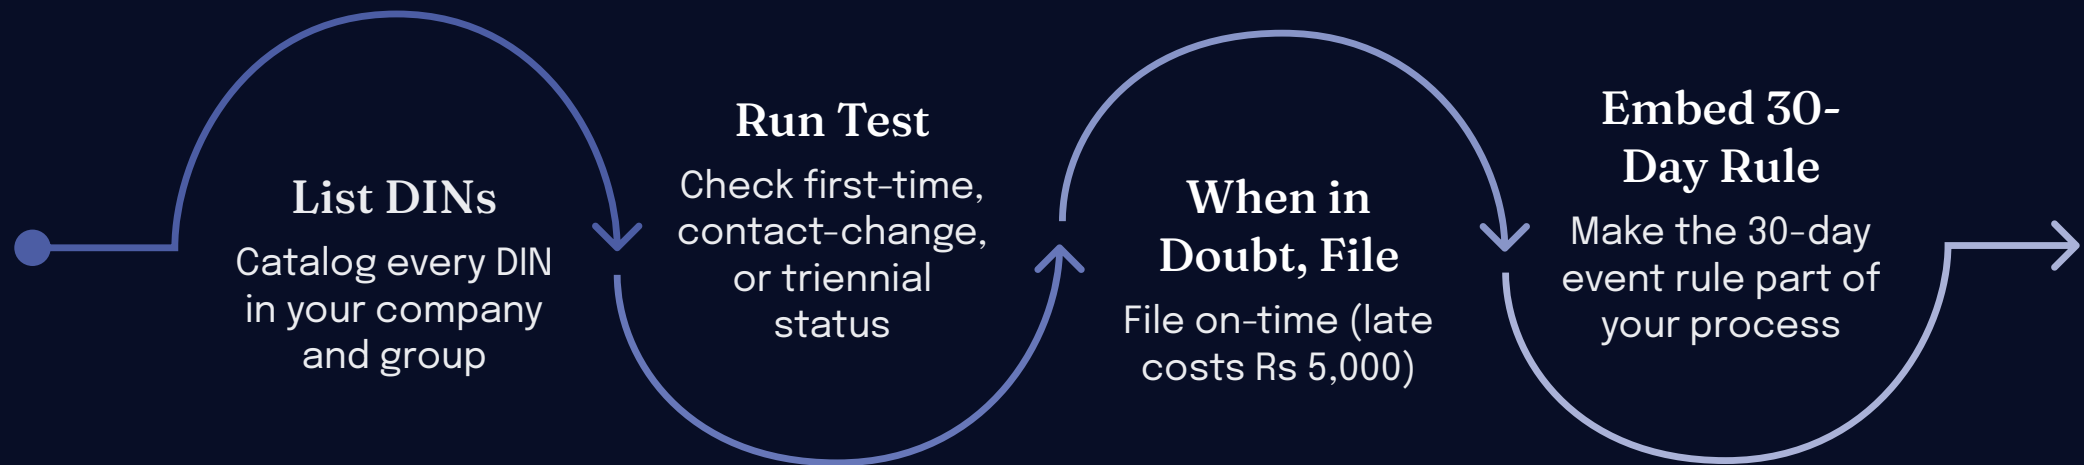 List DINs
Catalog every DIN
in your company
and group
Run Test
Check first-time,
contact-change,
or triennial
status
When in
Doubt, File
File on-time (late
costs Rs 5,000)
Embed 30-
Day Rule
Make the 30-day
event rule part of
your process